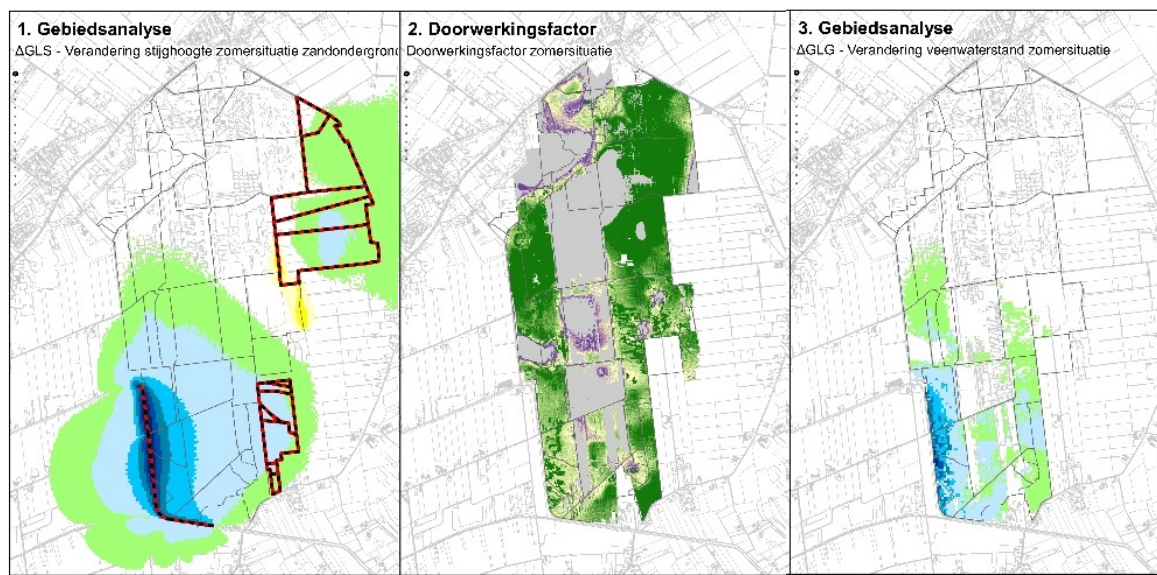 1. Gebiedsanalyse
ΔGLS - Verandering stijghoogte zomersituatie zandondergrond
2. Doorwerkingsfactor
Doorwerkingsfactor zomersituatie
3. Gebiedsanalyse
ΔGLG - Verandering veenwaterstand zomersituatie